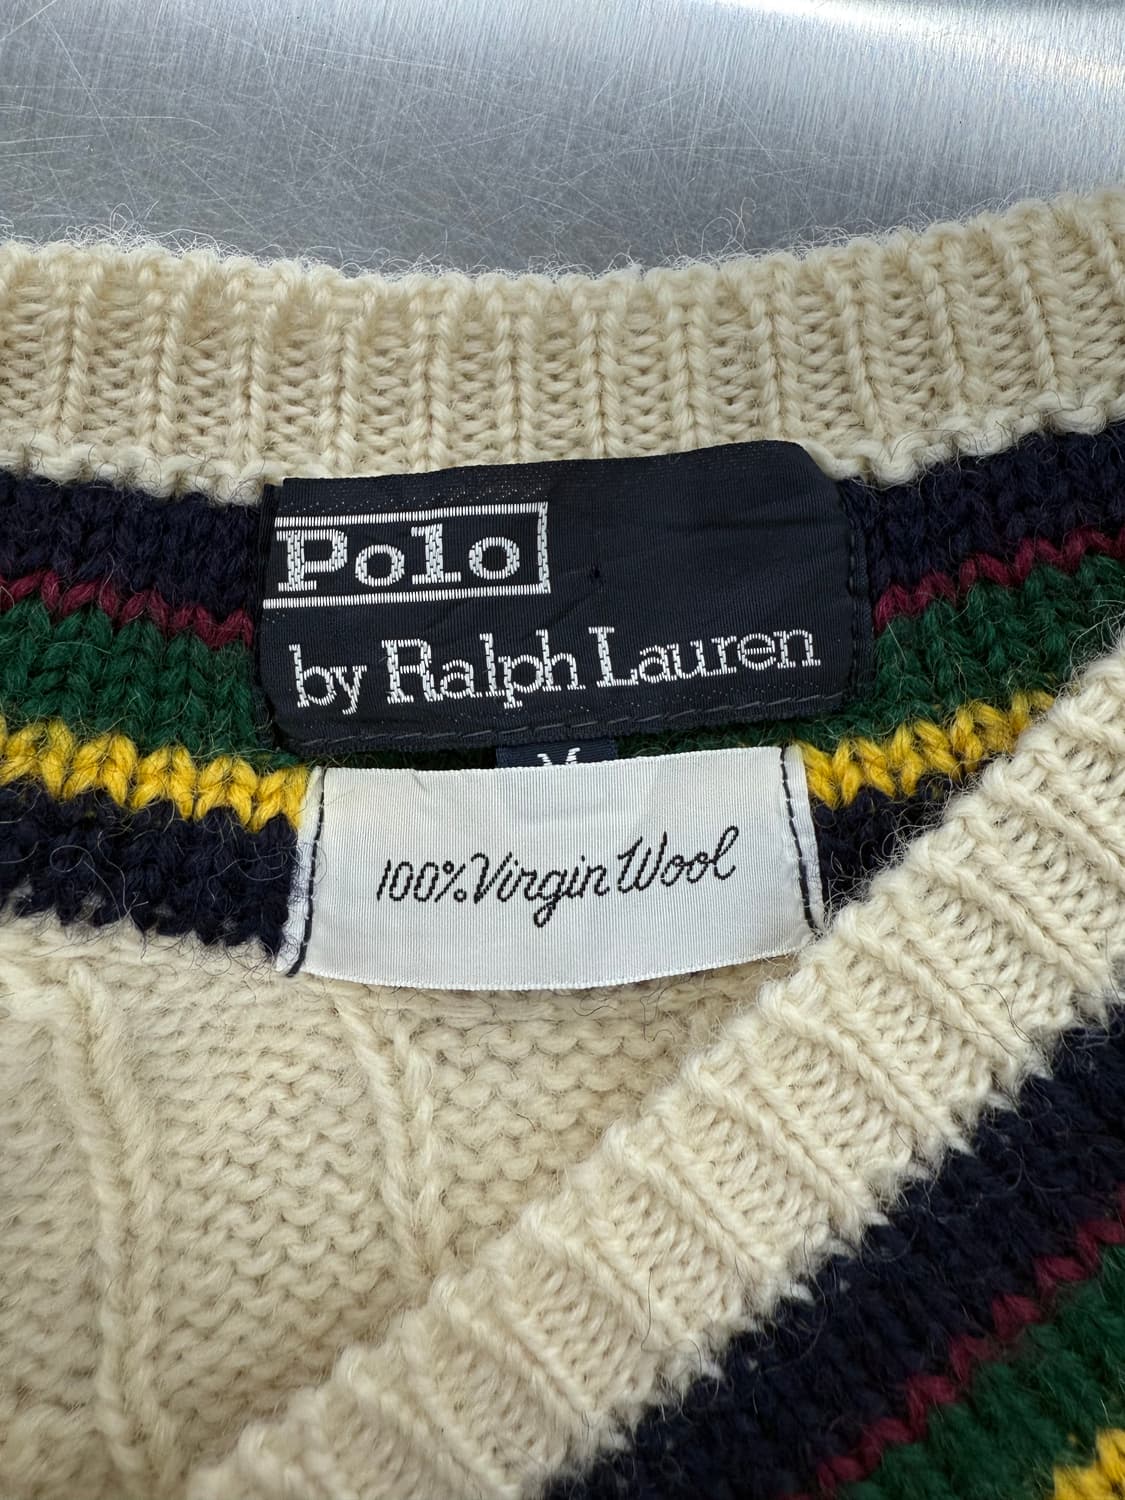 Polo
by Ralph Lauren
M
100% Virgin Wool